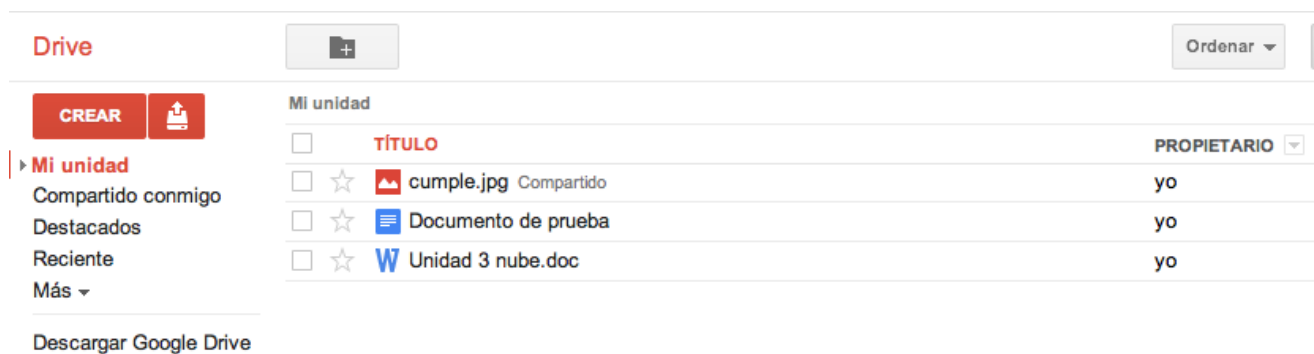 Drive
Ordenar
CREAR
Mi unidad
Compartido conmigo
Destacados
Reciente
Más
Descargar Google Drive
Mi unidad
TÍTULO PROPIETARIO
cumple.jpg Compartido yo
Documento de prueba yo
W Unidad 3 nube.doc yo